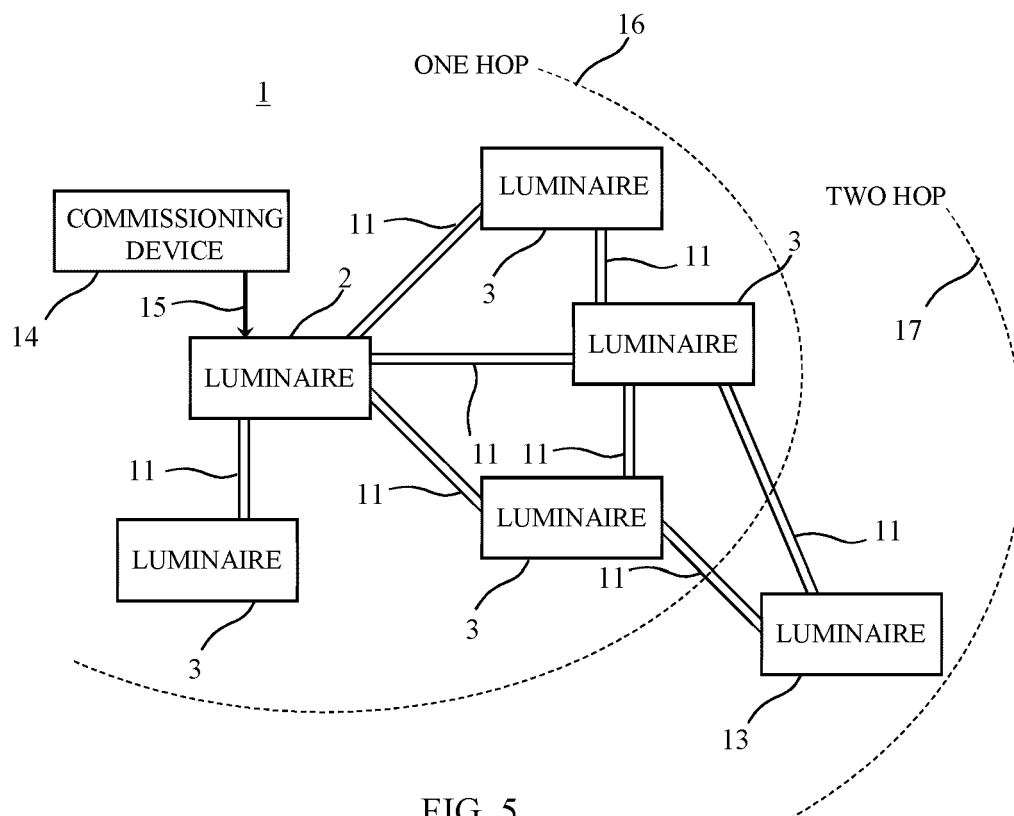 16
ONE HOP
1
LUMINAIRE
TWO HOP
COMMISSIONING
DEVICE
11
3
11
3
2
14
15
17
LUMINAIRE
LUMINAIRE
11
11
11
11
11
LUMINAIRE
11
LUMINAIRE
11
3
3
LUMINAIRE
13
FIG. 5